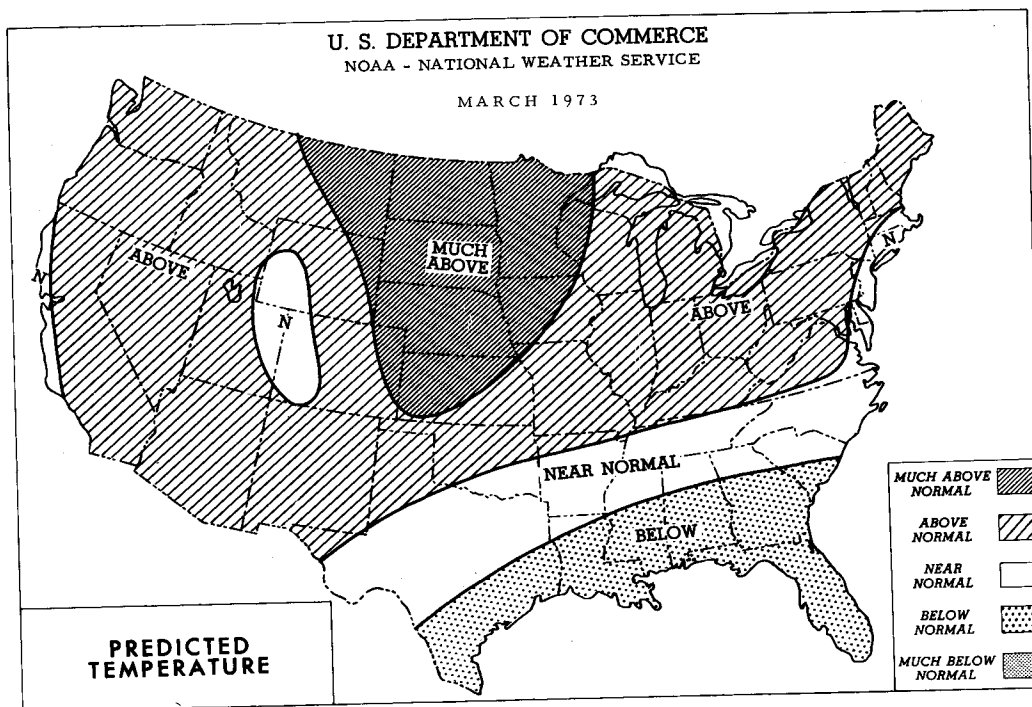 U. S. DEPARTMENT OF COMMERCE
NOAA - NATIONAL WEATHER SERVICE
MARCH 1973
MUCH
ABOVE
ABOVE
N
N
N
ABOVE
NEAR NORMAL
BELOW
MUCH ABOVE
NORMAL
ABOVE
NORMAL
NEAR
NORMAL
BELOW
NORMAL
MUCH BELOW
NORMAL
PREDICTED
TEMPERATURE